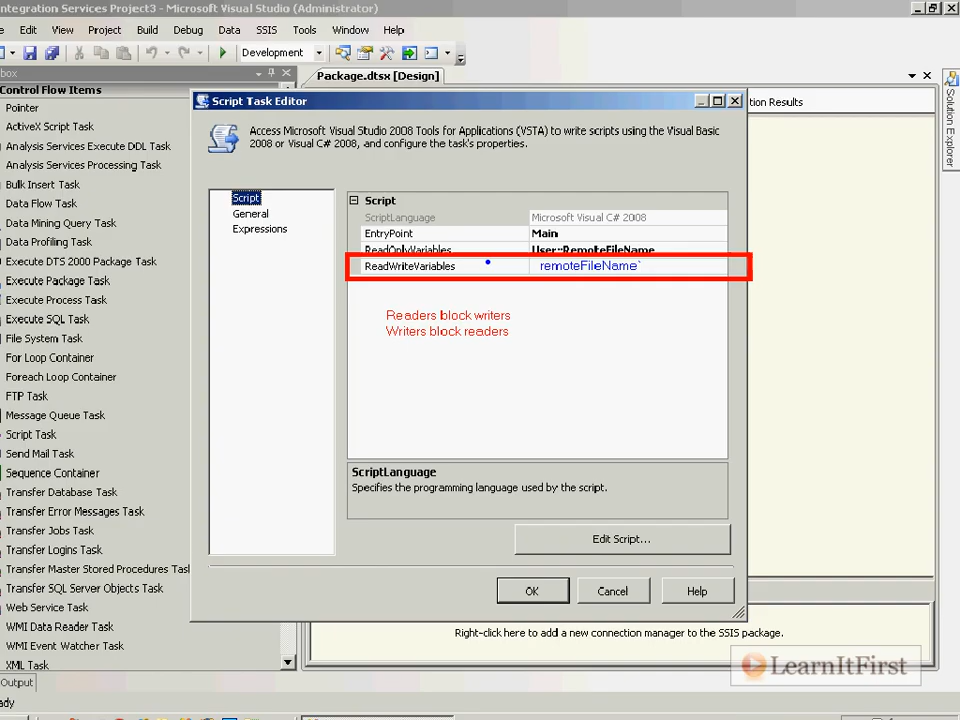 ntegration Services Project3 - Microsoft Visual Studio (Administrator)
Edit View Project Build Debug Data SSIS Tools Window Help
Development
box
Package.dtsx [Design]
Control Flow Items
Pointer
ActiveX Script Task
Analysis Services Execute DDL Task
Analysis Services Processing Task
Bulk Insert Task
Data Flow Task
Data Mining Query Task
Data Profiling Task
Execute DTS 2000 Package Task
Execute Package Task
Execute Process Task
Execute SQL Task
File System Task
For Loop Container
Foreach Loop Container
FTP Task
Message Queue Task
Script Task
Send Mail Task
Sequence Container
Transfer Database Task
Transfer Error Messages Task
Transfer Jobs Task
Transfer Logins Task
Transfer Master Stored Procedures Task
Transfer SQL Server Objects Task
Web Service Task
WMI Data Reader Task
WMI Event Watcher Task
XML Task
Output
ady
Script Task Editor
Access Microsoft Visual Studio 2008 Tools for Applications (VSTA) to write scripts using the Visual Basic
2008 or Visual C# 2008, and configure the task's properties.
Script
General
Expressions
Script
ScriptLanguage Microsoft Visual C# 2008
EntryPoint Main
ReadOnlyVariables User::RemoteFileName
ReadWriteVariables remoteFileName`
Readers block writers
Writers block readers
ScriptLanguage
Specifies the programming language used by the script.
Edit Script...
OK Cancel Help
tion Results
Solution Explorer
Right-click here to add a new connection manager to the SSIS package.
LearnItFirst